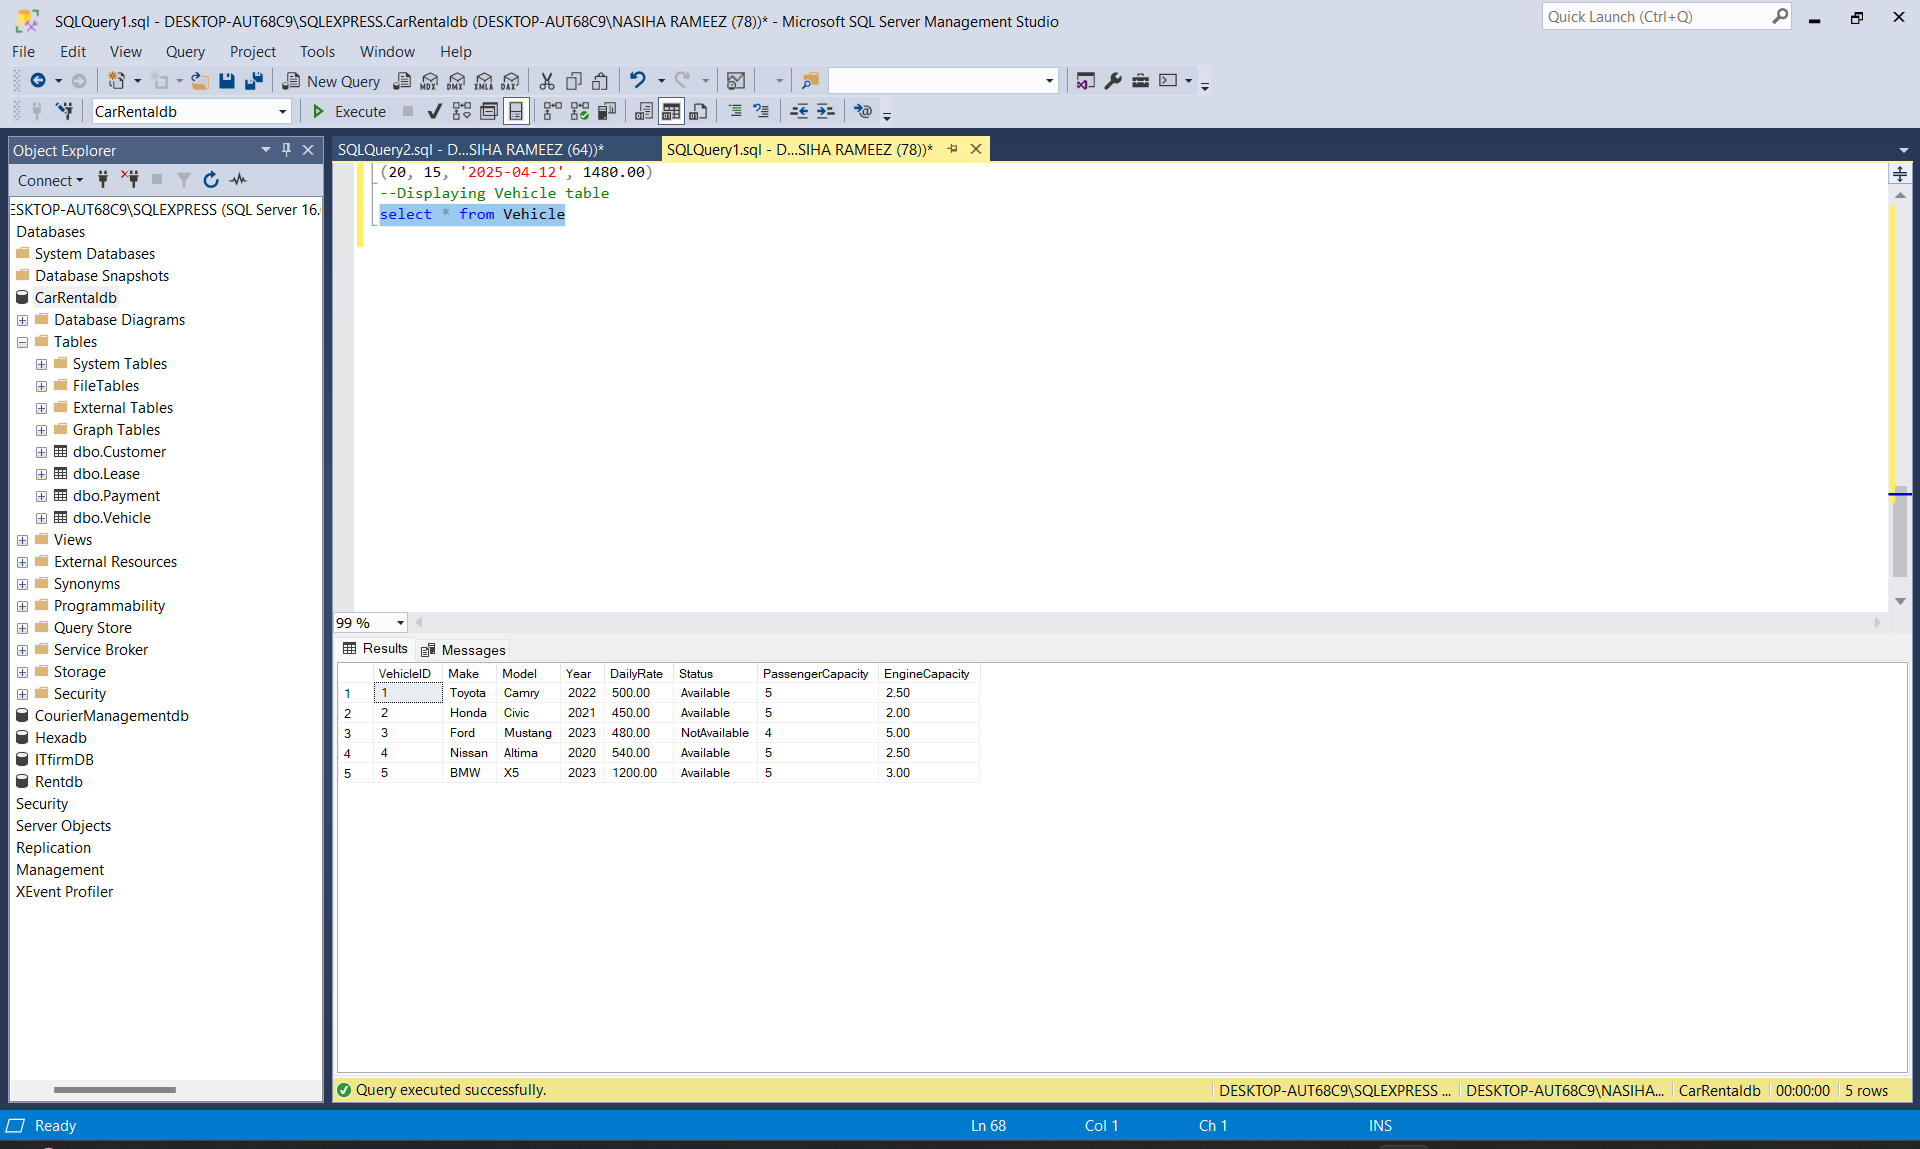 SQLQuery1.sql - DESKTOP-AUT68C9\SQLEXPRESS.CarRentaldb (DESKTOP-AUT68C9\NASIHA RAMEEZ (78))* - Microsoft SQL Server Management Studio
Quick Launch (Ctrl+Q)
File Edit View Query Project Tools Window Help
New Query MDX DMX XMLA DAX
CarRentaldb Execute
Object Explorer
SQLQuery2.sql - D...SIHA RAMEEZ (64))* SQLQuery1.sql - D...SIHA RAMEEZ (78))*
Connect
ESKTOP-AUT68C9\SQLEXPRESS (SQL Server 16.
Databases
System Databases
Database Snapshots
CarRentaldb
Database Diagrams
Tables
System Tables
FileTables
External Tables
Graph Tables
dbo.Customer
dbo.Lease
dbo.Payment
dbo.Vehicle
Views
External Resources
Synonyms
Programmability
Query Store
Service Broker
Storage
Security
CourierManagementdb
Hexadb
ITfirmDB
Rentdb
Security
Server Objects
Replication
Management
XEvent Profiler
(20, 15, '2025-04-12', 1480.00)
--Displaying Vehicle table
select * from Vehicle
99 %
Results Messages
VehicleID Make Model Year DailyRate Status PassengerCapacity EngineCapacity
1 1 Toyota Camry 2022 500.00 Available 5 2.50
2 2 Honda Civic 2021 450.00 Available 5 2.00
3 3 Ford Mustang 2023 480.00 NotAvailable 4 5.00
4 4 Nissan Altima 2020 540.00 Available 5 2.50
5 5 BMW X5 2023 1200.00 Available 5 3.00
Query executed successfully. DESKTOP-AUT68C9\SQLEXPRESS ... DESKTOP-AUT68C9\NASIHA... CarRentaldb 00:00:00 5 rows
Ready Ln 68 Col 1 Ch 1 INS